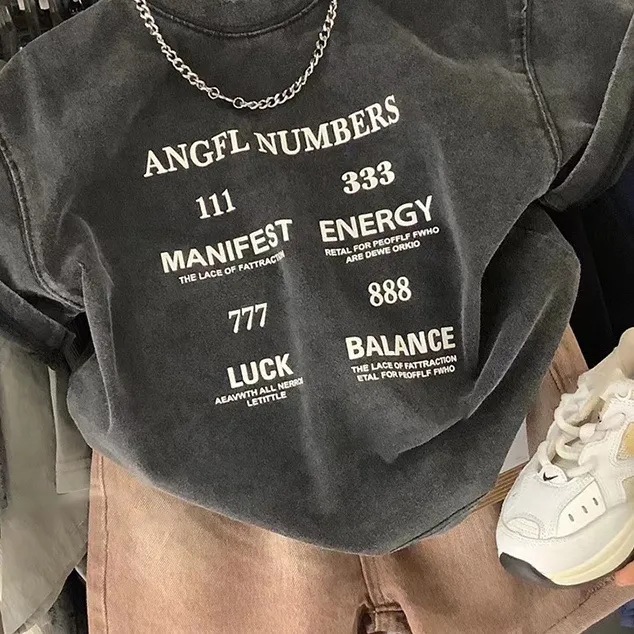 ANGFL NUMBERS
111
MANIFEST
THE LACE OF FATTRACTION
333
ENERGY
RETAL FOR PEOFFLF FWHO
ARE DEWE ORKIO
777
LUCK
AEAVWTH ALL NERROI
LETITTLE
888
BALANCE
THE LACE OF FATTRACTION
ETAL FOR PEOFFLF FWHO